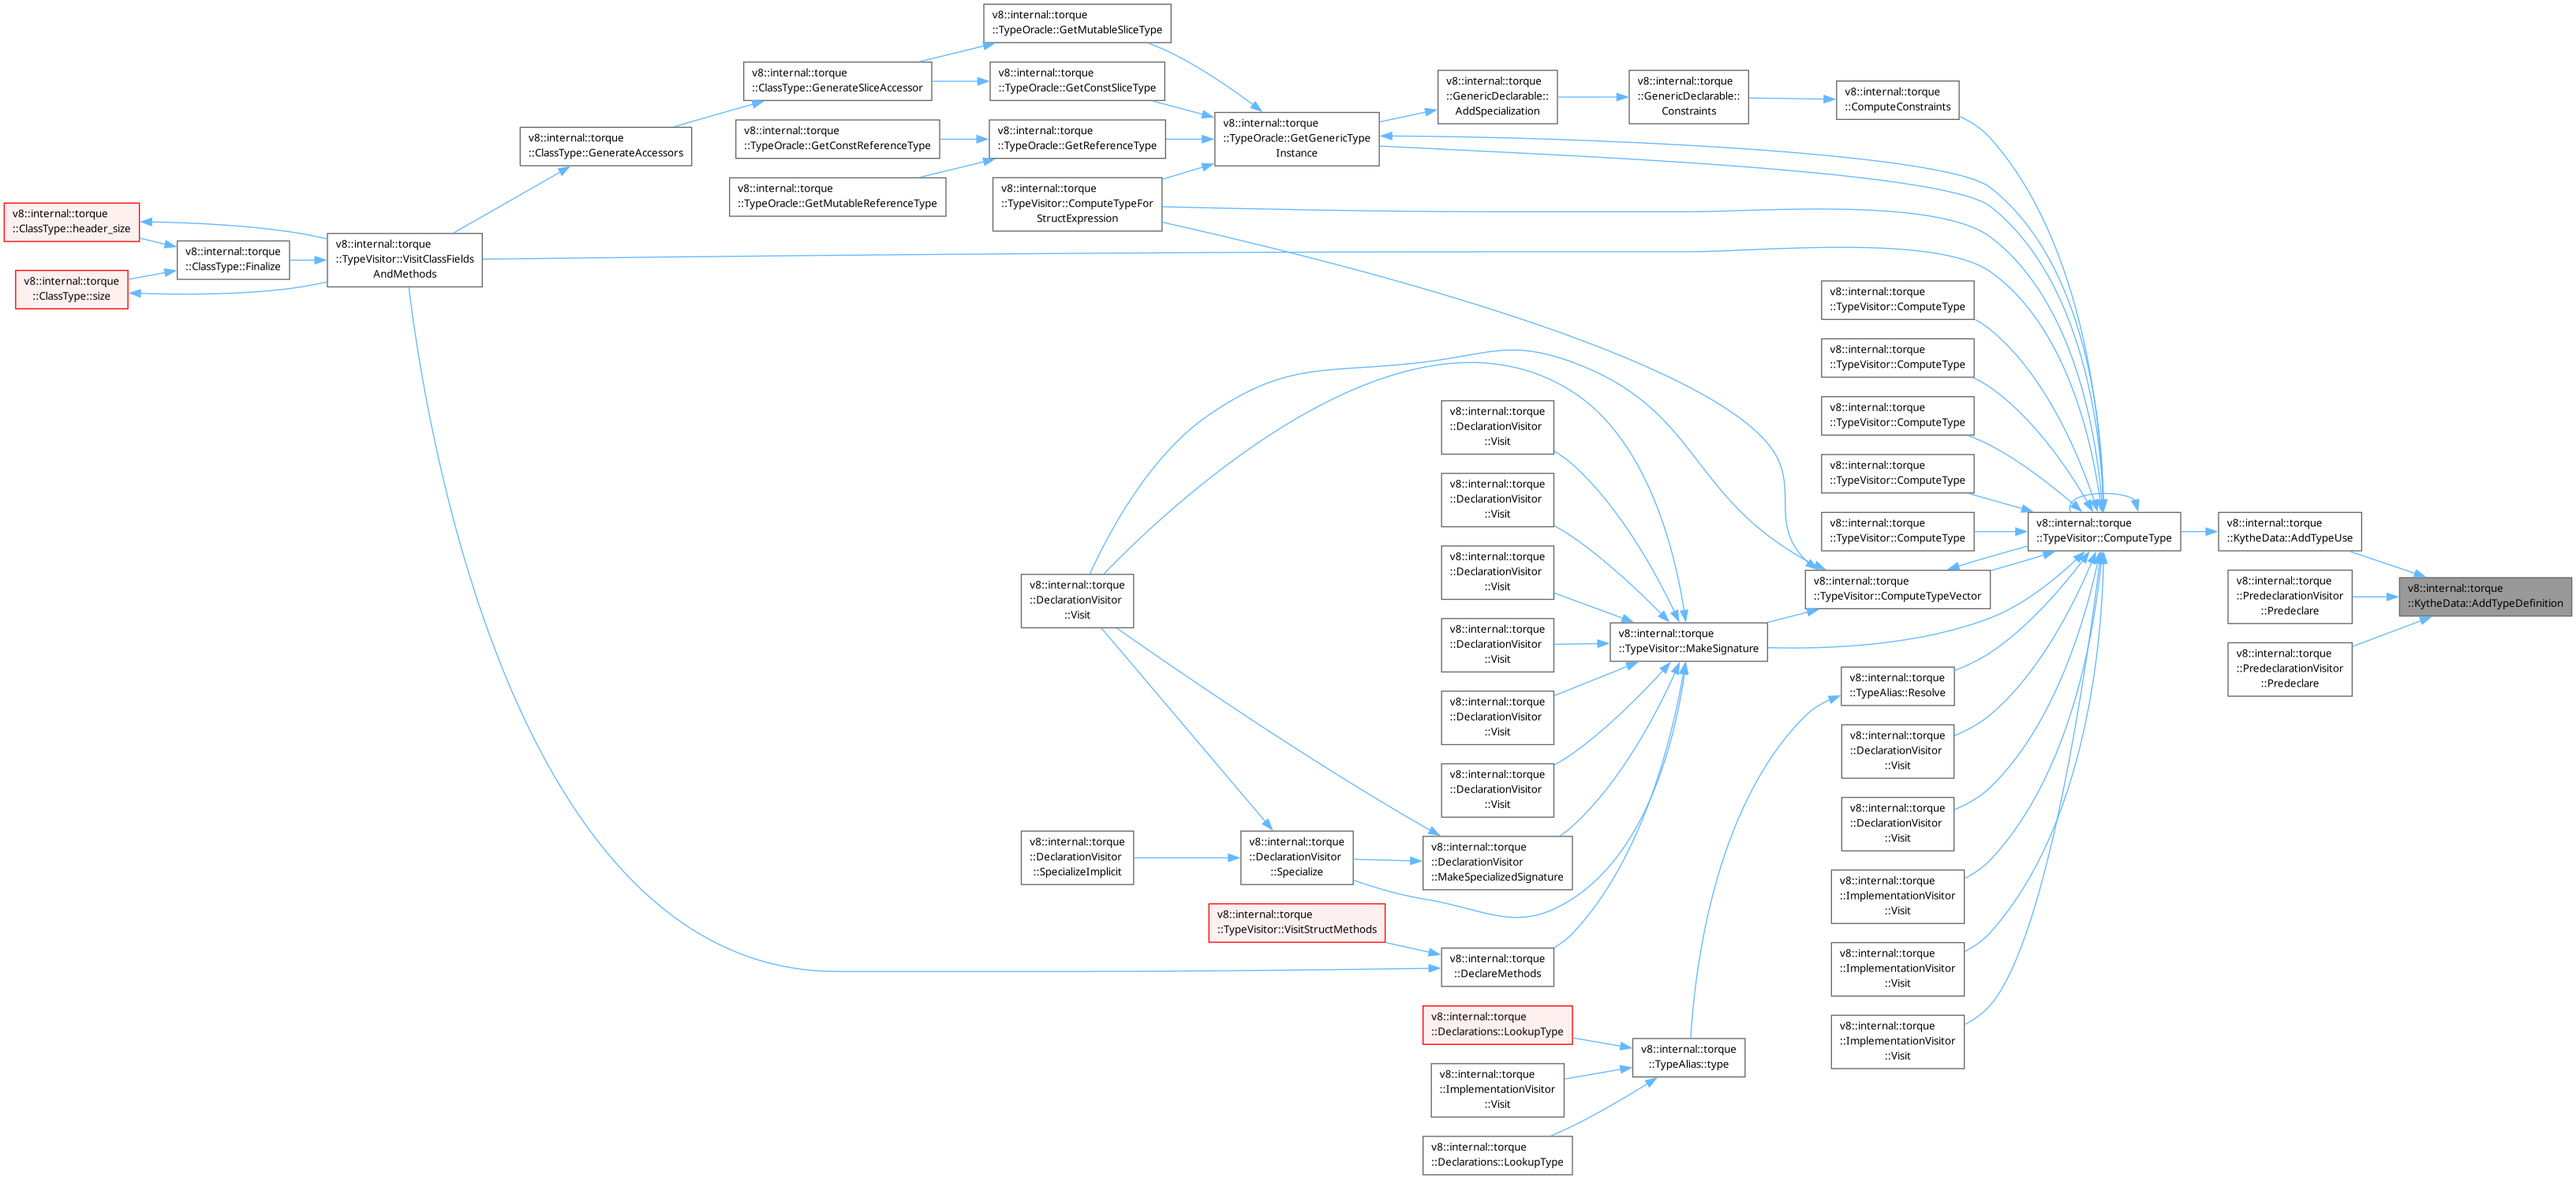 v8::internal::torque
::TypeOracle::GetMutableSliceType
v8::internal::torque
::ClassType::GenerateSliceAccessor
v8::internal::torque
::TypeOracle::GetConstSliceType
v8::internal::torque
::GenericDeclarable::
AddSpecialization
v8::internal::torque
::GenericDeclarable::
Constraints
v8::internal::torque
::ComputeConstraints
v8::internal::torque
::ClassType::GenerateAccessors
v8::internal::torque
::TypeOracle::GetConstReferenceType
v8::internal::torque
::TypeOracle::GetReferenceType
v8::internal::torque
::TypeOracle::GetGenericType
Instance
v8::internal::torque
::TypeOracle::GetMutableReferenceType
v8::internal::torque
::TypeVisitor::ComputeTypeFor
StructExpression
v8::internal::torque
::ClassType::header_size
v8::internal::torque
::ClassType::Finalize
v8::internal::torque
::TypeVisitor::VisitClassFields
AndMethods
v8::internal::torque
::ClassType::size
v8::internal::torque
::TypeVisitor::ComputeType
v8::internal::torque
::TypeVisitor::ComputeType
v8::internal::torque
::TypeVisitor::ComputeType
v8::internal::torque
::TypeVisitor::ComputeType
v8::internal::torque
::TypeVisitor::ComputeType
v8::internal::torque
::TypeVisitor::ComputeType
v8::internal::torque
::KytheData::AddTypeUse
v8::internal::torque
::DeclarationVisitor
::Visit
v8::internal::torque
::DeclarationVisitor
::Visit
v8::internal::torque
::DeclarationVisitor
::Visit
v8::internal::torque
::DeclarationVisitor
::Visit
v8::internal::torque
::TypeVisitor::ComputeTypeVector
v8::internal::torque
::PredeclarationVisitor
::Predeclare
v8::internal::torque
::KytheData::AddTypeDefinition
v8::internal::torque
::DeclarationVisitor
::Visit
v8::internal::torque
::TypeVisitor::MakeSignature
v8::internal::torque
::PredeclarationVisitor
::Predeclare
v8::internal::torque
::DeclarationVisitor
::Visit
v8::internal::torque
::TypeAlias::Resolve
v8::internal::torque
::DeclarationVisitor
::Visit
v8::internal::torque
::DeclarationVisitor
::Visit
v8::internal::torque
::DeclarationVisitor
::Visit
v8::internal::torque
::DeclarationVisitor
::SpecializeImplicit
v8::internal::torque
::DeclarationVisitor
::Specialize
v8::internal::torque
::DeclarationVisitor
::MakeSpecializedSignature
v8::internal::torque
::ImplementationVisitor
::Visit
v8::internal::torque
::TypeVisitor::VisitStructMethods
v8::internal::torque
::DeclareMethods
v8::internal::torque
::ImplementationVisitor
::Visit
v8::internal::torque
::Declarations::LookupType
v8::internal::torque
::TypeAlias::type
v8::internal::torque
::ImplementationVisitor
::Visit
v8::internal::torque
::ImplementationVisitor
::Visit
v8::internal::torque
::Declarations::LookupType